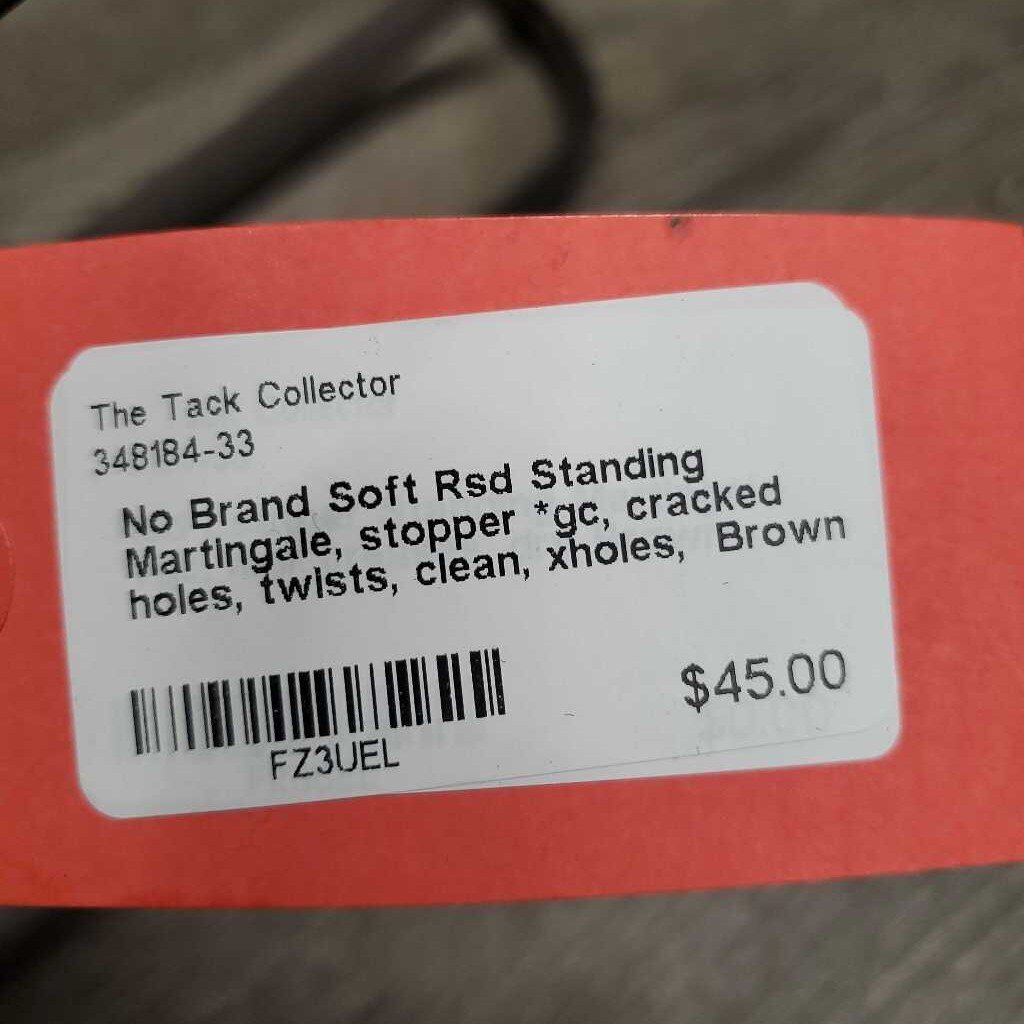 The Tack Collector
348184-33
No Brand Soft Rsd Standing
Martingale, stopper *gc, cracked
holes, twists, clean, xholes, Brown
$45.00
FZ3UEL